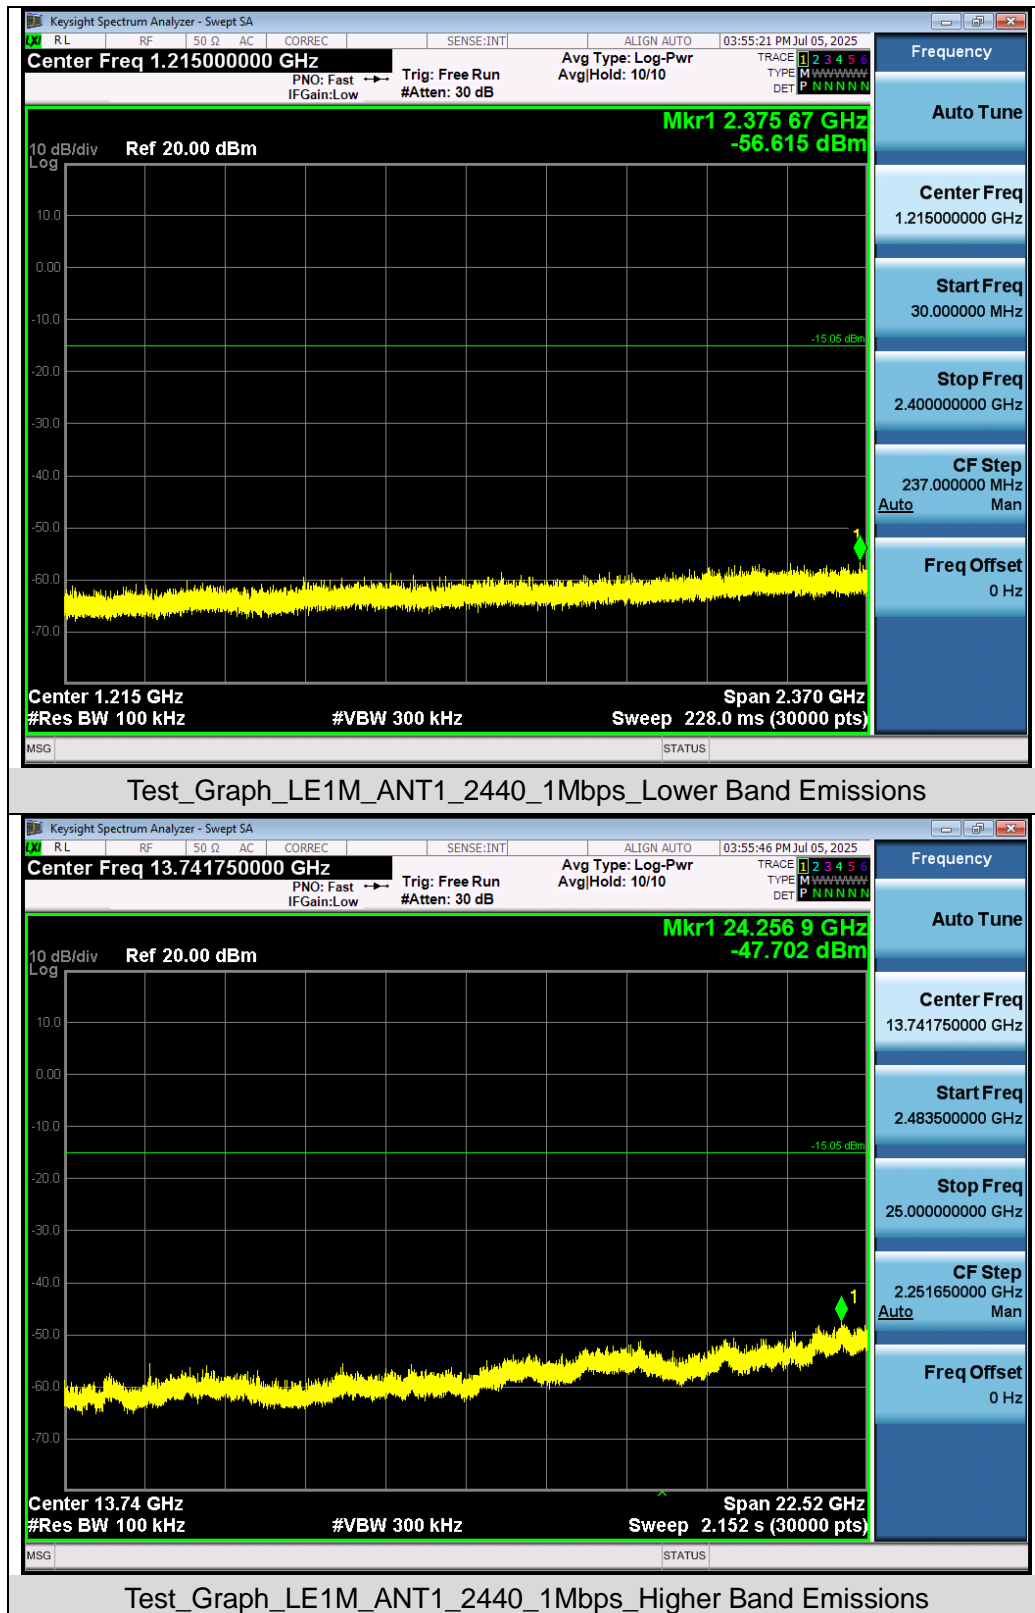 Keysight Spectrum Analyzer - Swept SA
LXI RL RF 50 Ω AC CORREC SENSE:INT ALIGN AUTO 03:55:21 PM Jul 05, 2025
Center Freq 1.215000000 GHz
PNO: Fast
IFGain:Low
Trig: Free Run
#Atten: 30 dB
Avg Type: Log-Pwr
Avg|Hold: 10/10
TRACE 1 2 3 4 5 6
TYPE M WWWWW
DET P N N N N N
Mkr1 2.375 67 GHz
-56.615 dBm
10 dB/div Ref 20.00 dBm
Log
10.0
0.00
-10.0
-15.05 dBm
-20.0
-30.0
-40.0
-50.0
1
-60.0
-70.0
Center 1.215 GHz Span 2.370 GHz
#Res BW 100 kHz #VBW 300 kHz Sweep 228.0 ms (30000 pts)
MSG STATUS
Frequency
Auto Tune
Center Freq
1.215000000 GHz
Start Freq
30.000000 MHz
Stop Freq
2.400000000 GHz
CF Step
237.000000 MHz
Auto Man
Freq Offset
0 Hz
Test_Graph_LE1M_ANT1_2440_1Mbps_Lower Band Emissions
Keysight Spectrum Analyzer - Swept SA
LXI RL RF 50 Ω AC CORREC SENSE:INT ALIGN AUTO 03:55:46 PM Jul 05, 2025
Center Freq 13.741750000 GHz
PNO: Fast
IFGain:Low
Trig: Free Run
#Atten: 30 dB
Avg Type: Log-Pwr
Avg|Hold: 10/10
TRACE 1 2 3 4 5 6
TYPE M WWWWW
DET P N N N N N
Mkr1 24.256 9 GHz
-47.702 dBm
10 dB/div Ref 20.00 dBm
Log
10.0
0.00
-10.0
-15.05 dBm
-20.0
-30.0
-40.0
1
-50.0
-60.0
-70.0
Center 13.74 GHz Span 22.52 GHz
#Res BW 100 kHz #VBW 300 kHz Sweep 2.152 s (30000 pts)
MSG STATUS
Frequency
Auto Tune
Center Freq
13.741750000 GHz
Start Freq
2.483500000 GHz
Stop Freq
25.000000000 GHz
CF Step
2.251650000 GHz
Auto Man
Freq Offset
0 Hz
Test_Graph_LE1M_ANT1_2440_1Mbps_Higher Band Emissions